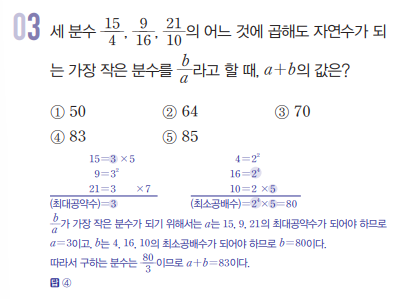 03 세 분수 15/4, 9/16, 21/10의 어느 것에 곱해도 자연수가 되
는 가장 작은 분수를 b/a라고 할 때, a+b의 값은?
① 50 ② 64 ③ 70
④ 83 ⑤ 85
15=3 ×5 4=2²
9=3² 16=2⁴
21=3 ×7 10=2 ×5
(최대공약수)=3 (최소공배수)=2⁴×5=80
b/a가 가장 작은 분수가 되기 위해서는 a는 15, 9, 21의 최대공약수가 되어야 하므로
a=3이고, b는 4, 16, 10의 최소공배수가 되어야 하므로 b=80이다.
따라서 구하는 분수는 80/3이므로 a+b=83이다.
답 ④